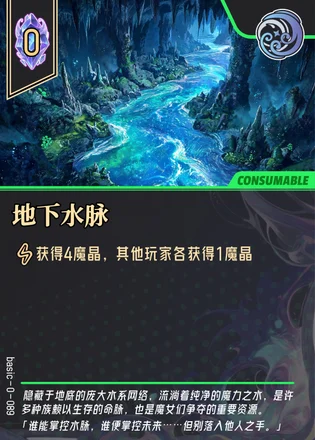 0
CONSUMABLE
地下水脉
获得4魔晶，其他玩家各获得1魔晶
basic-0-080
隐藏于地底的庞大水系网络，流淌着纯净的魔力之水，是许
多种族赖以生存的命脉，也是魔女们争夺的重要资源。
「谁能掌控水脉，谁便掌控未来……但别落入他人之手。」